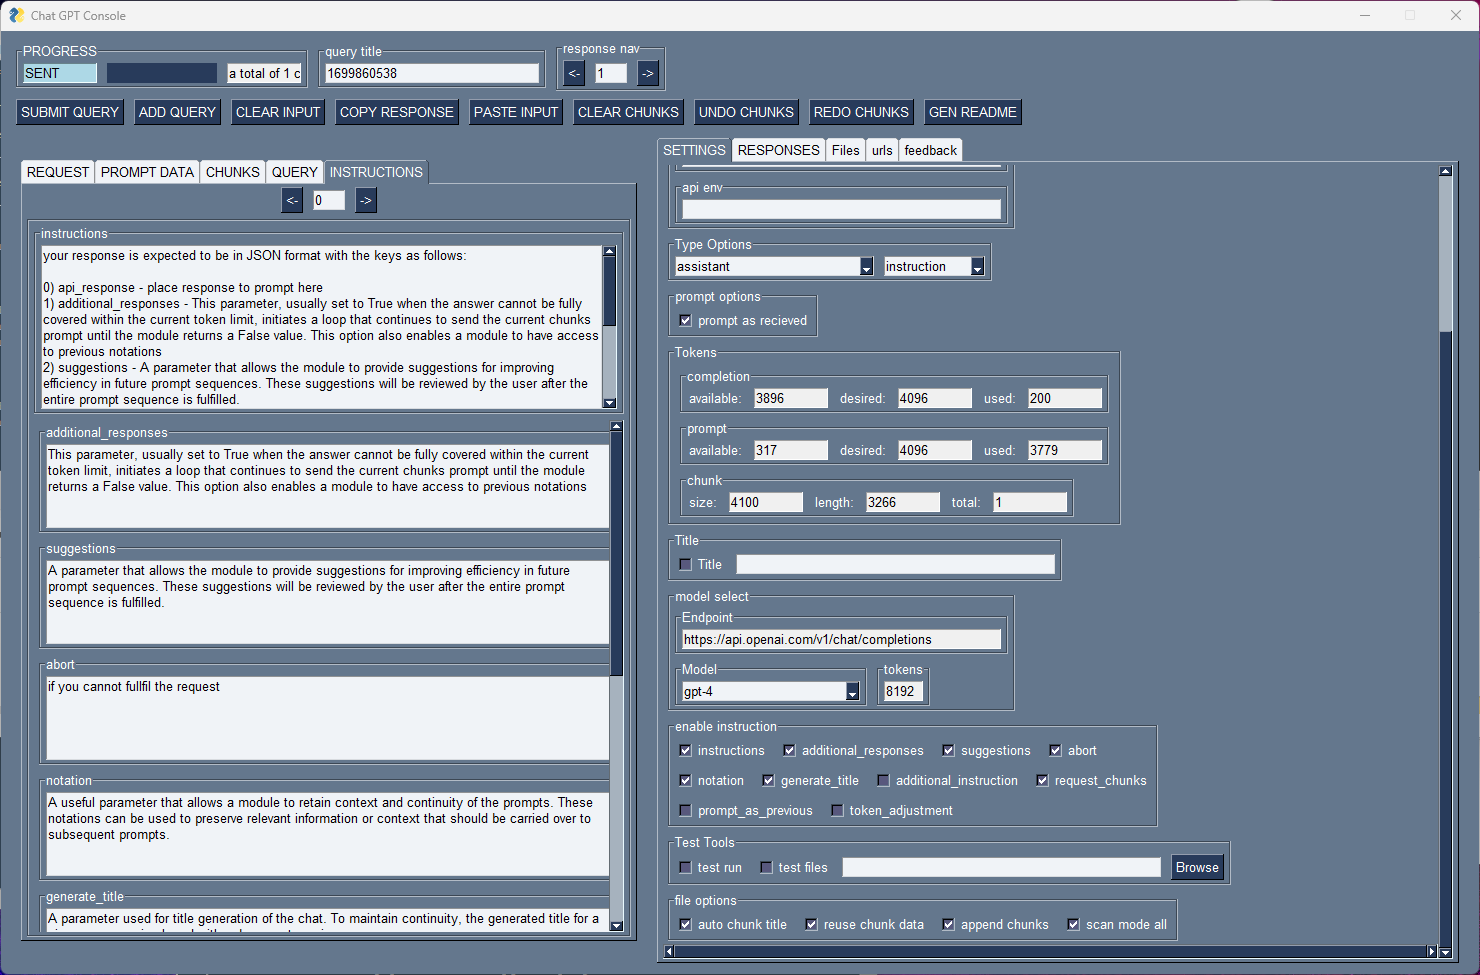 Chat GPT Console
PROGRESS
SENT
a total of 1 c
query title
1699860538
response nav
<- 1 ->
SUBMIT QUERY ADD QUERY CLEAR INPUT COPY RESPONSE PASTE INPUT CLEAR CHUNKS UNDO CHUNKS REDO CHUNKS GEN README
REQUEST PROMPT DATA CHUNKS QUERY INSTRUCTIONS
<- 0 ->
instructions
your response is expected to be in JSON format with the keys as follows:
0) api_response - place response to prompt here
1) additional_responses - This parameter, usually set to True when the answer cannot be fully
covered within the current token limit, initiates a loop that continues to send the current chunks
prompt until the module returns a False value. This option also enables a module to have access
to previous notations
2) suggestions - A parameter that allows the module to provide suggestions for improving
efficiency in future prompt sequences. These suggestions will be reviewed by the user after the
entire prompt sequence is fulfilled.
additional_responses
This parameter, usually set to True when the answer cannot be fully covered within the current
token limit, initiates a loop that continues to send the current chunks prompt until the module
returns a False value. This option also enables a module to have access to previous notations
suggestions
A parameter that allows the module to provide suggestions for improving efficiency in future
prompt sequences. These suggestions will be reviewed by the user after the entire prompt
sequence is fulfilled.
abort
if you cannot fullfil the request
notation
A useful parameter that allows a module to retain context and continuity of the prompts. These
notations can be used to preserve relevant information or context that should be carried over to
subsequent prompts.
generate_title
A parameter used for title generation of the chat. To maintain continuity, the generated title for a
SETTINGS RESPONSES Files urls feedback
api env
Type Options
assistant instruction
prompt options
prompt as recieved
Tokens
completion
available: 3896 desired: 4096 used: 200
prompt
available: 317 desired: 4096 used: 3779
chunk
size: 4100 length: 3266 total: 1
Title
Title
model select
Endpoint
https://api.openai.com/v1/chat/completions
Model tokens
gpt-4 8192
enable instruction
instructions additional_responses suggestions abort
notation generate_title additional_instruction request_chunks
prompt_as_previous token_adjustment
Test Tools
test run test files Browse
file options
auto chunk title reuse chunk data append chunks scan mode all